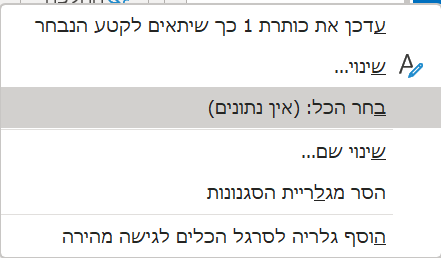 עדכן את כותרת 1 כך שיתאים לקטע הנבחר
שינוי...
בחר הכל: (אין נתונים)
שינוי שם...
הסר מגלריית הסגנונות
הוסף גלריה לסרגל הכלים לגישה מהירה